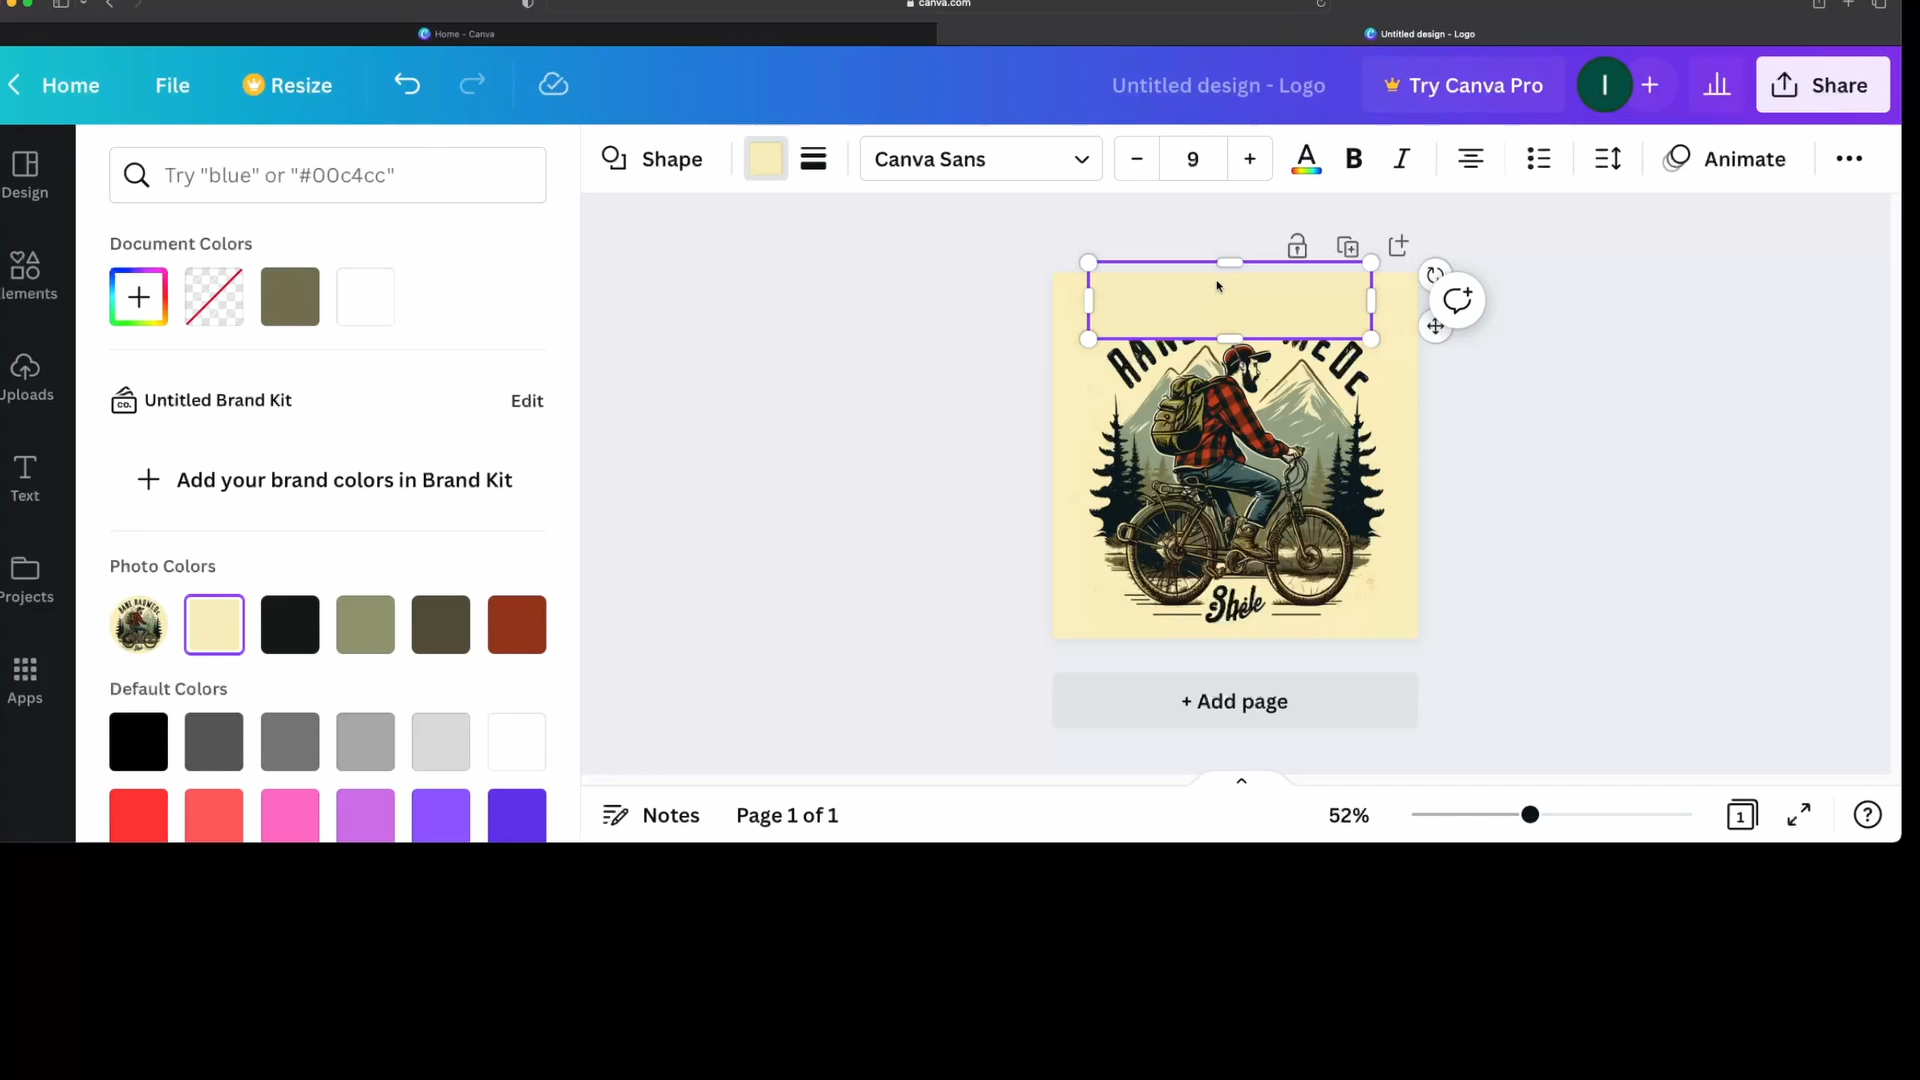 canva.com
Home - Canva
Untitled design - Logo
Home
File
Resize
Untitled design - Logo
Try Canva Pro
I
Share
Design
Elements
Uploads
Text
Projects
Apps
Try "blue" or "#00c4cc"
Shape
Canva Sans
9
A
B
I
Animate
Document Colors
CO.
Untitled Brand Kit
Edit
Add your brand colors in Brand Kit
Photo Colors
Default Colors
+ Add page
Notes
Page 1 of 1
52%
1
?